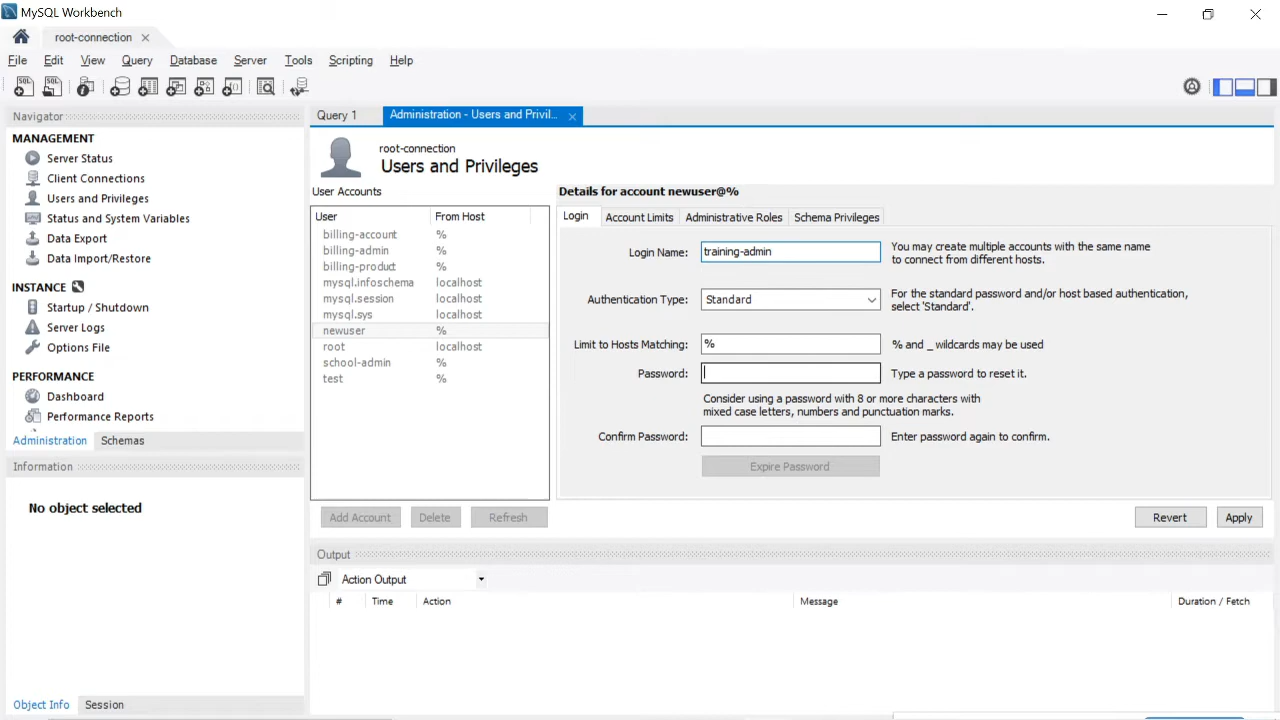 MySQL Workbench
root-connection
File Edit View Query Database Server Tools Scripting Help
Navigator
MANAGEMENT
Server Status
Client Connections
Users and Privileges
Status and System Variables
Data Export
Data Import/Restore
INSTANCE
Startup / Shutdown
Server Logs
Options File
PERFORMANCE
Dashboard
Performance Reports
Administration Schemas
Information
No object selected
Object Info Session
Query 1 Administration - Users and Privil...
root-connection
Users and Privileges
User Accounts
User From Host
billing-account %
billing-admin %
billing-product %
mysql.infoschema localhost
mysql.session localhost
mysql.sys localhost
newuser %
root localhost
school-admin %
test %
Add Account Delete Refresh
Details for account newuser@%
Login Account Limits Administrative Roles Schema Privileges
Login Name: training-admin You may create multiple accounts with the same name
to connect from different hosts.
Authentication Type: Standard For the standard password and/or host based authentication,
select 'Standard'.
Limit to Hosts Matching: % % and _ wildcards may be used
Password: Type a password to reset it.
Consider using a password with 8 or more characters with
mixed case letters, numbers and punctuation marks.
Confirm Password: Enter password again to confirm.
Expire Password
Revert Apply
Output
Action Output
# Time Action Message Duration / Fetch